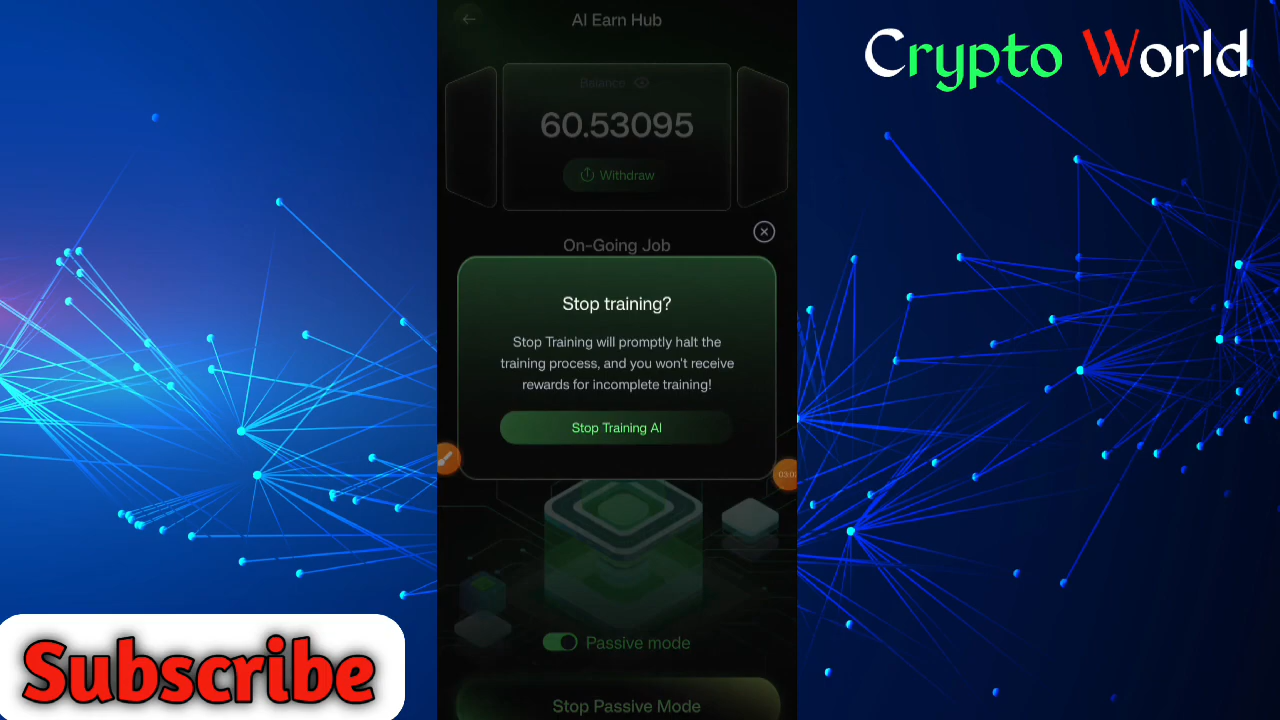 AI Earn Hub
Crypto World
Balance
60.53095
Withdraw
On-Going Job
Stop training?
Stop Training will promptly halt the
training process, and you won't receive
rewards for incomplete training!
Stop Training AI
Passive mode
Subscribe
Stop Passive Mode